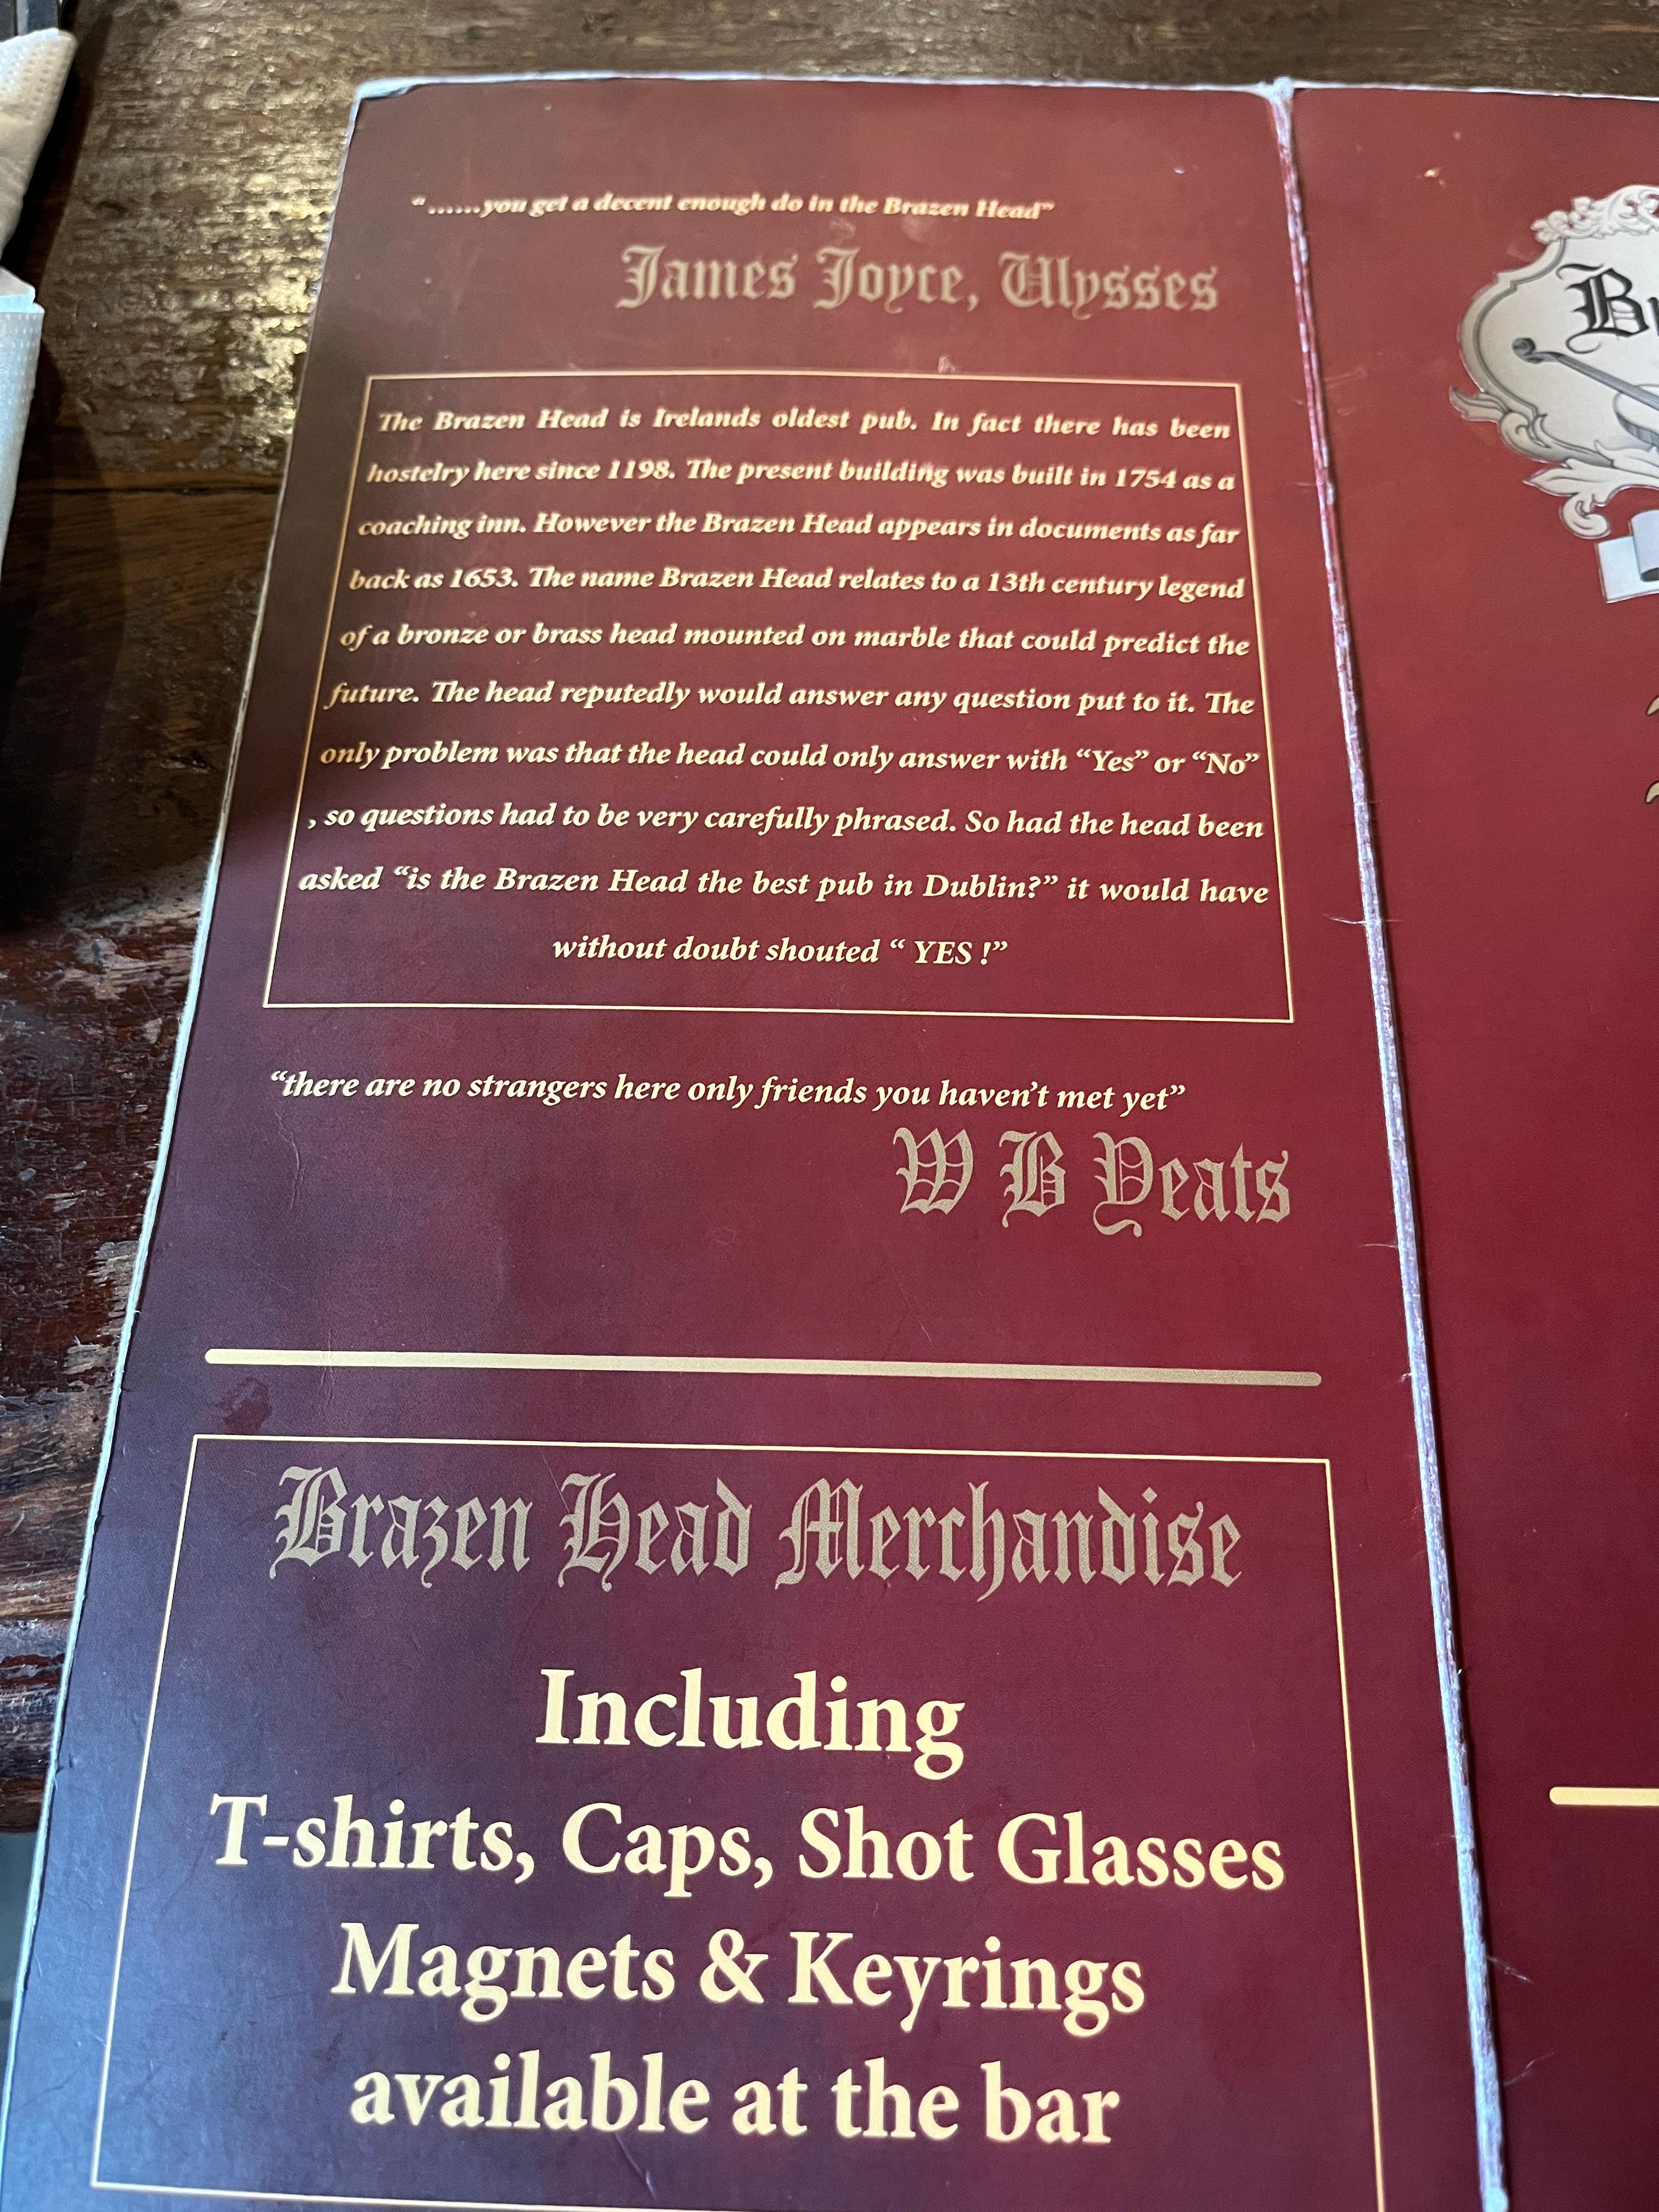 “ ......you get a decent enough do in the Brazen Head”
James Joyce, Ulysses
The Brazen Head is Irelands oldest pub. In fact there has been
hostelry here since 1198. The present building was built in 1754 as a
coaching inn. However the Brazen Head appears in documents as far
back as 1653. The name Brazen Head relates to a 13th century legend
of a bronze or brass head mounted on marble that could predict the
future. The head reputedly would answer any question put to it. The
only problem was that the head could only answer with “Yes” or “No”
, so questions had to be very carefully phrased. So had the head been
asked “is the Brazen Head the best pub in Dublin?” it would have
without doubt shouted “ YES !”
“there are no strangers here only friends you haven’t met yet”
W B Yeats
Brazen Head Merchandise
Including
T-shirts, Caps, Shot Glasses
Magnets & Keyrings
available at the bar